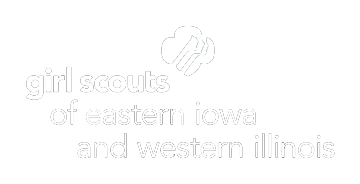 girl scouts
of eastern iowa
and western illinois